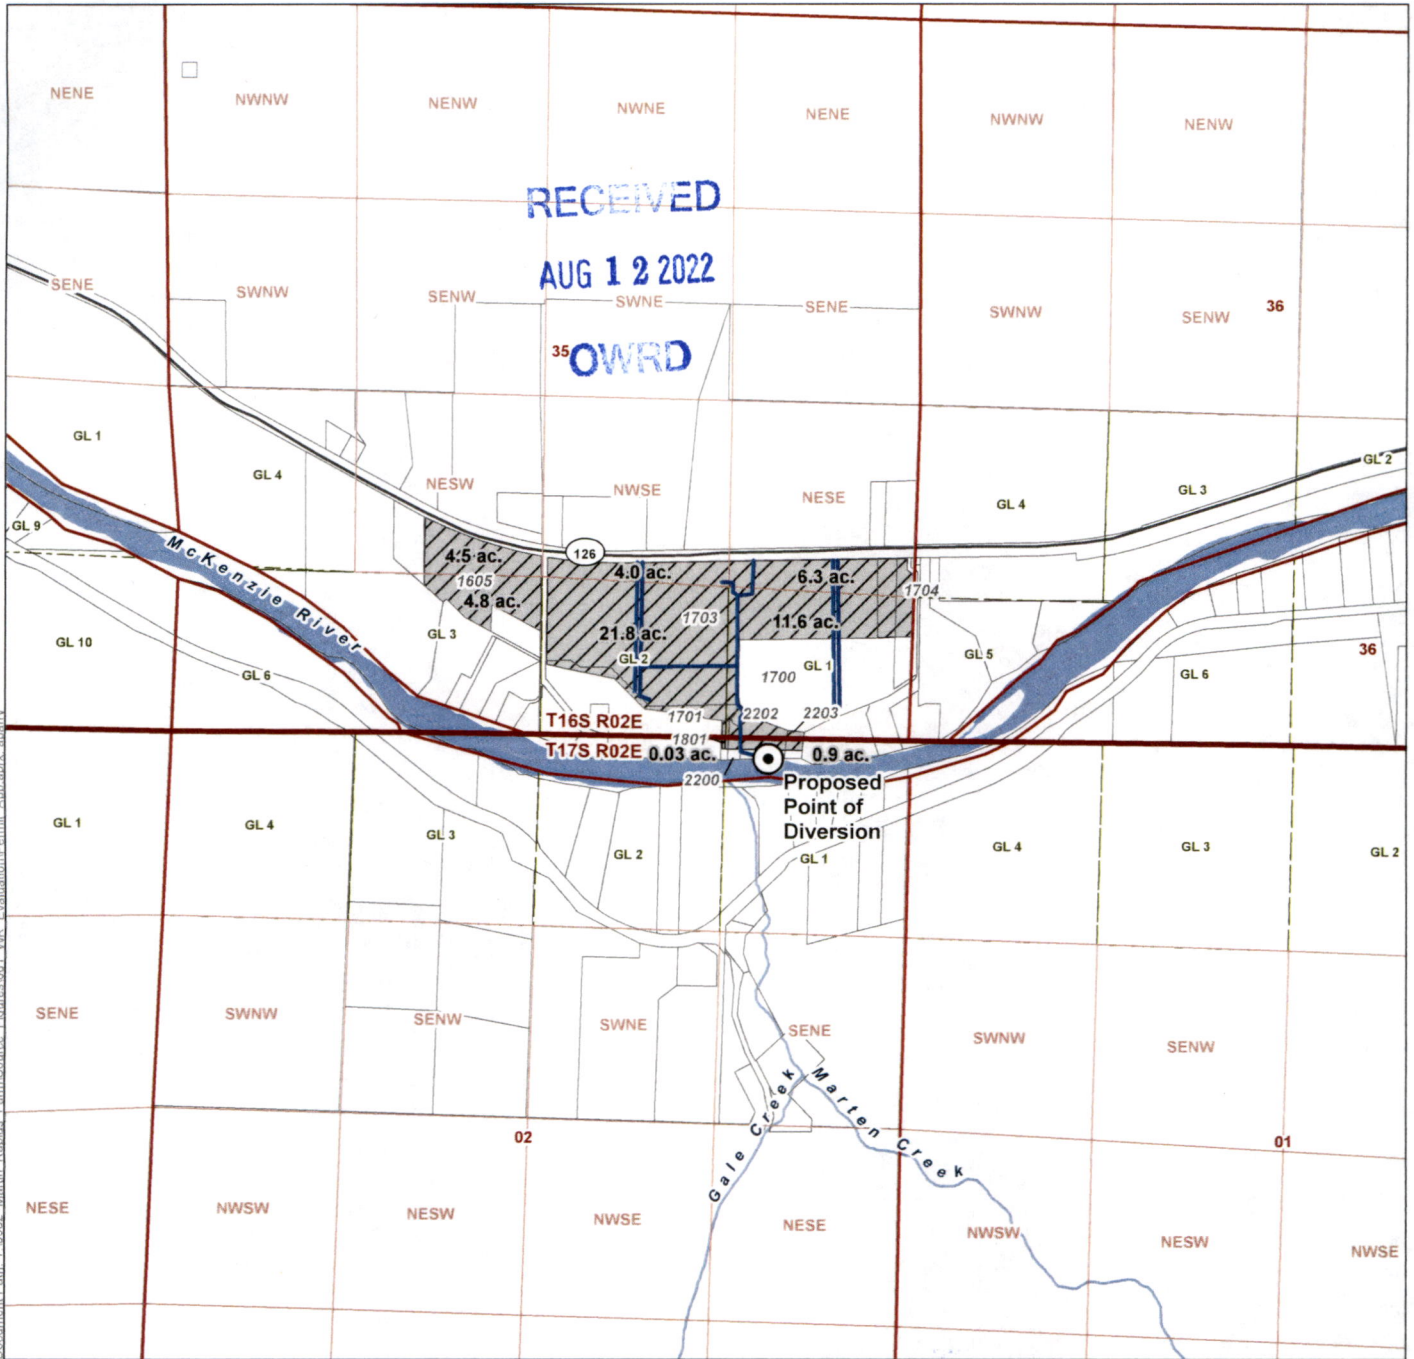 NENE
NWNW
NENW
NWNE
NENE
NWNW
NENW
RECEIVED
AUG 12 2022
OWRD
SENE
SWNW
SENW
SWNE
SENE
SWNW
SENW
36
35
GL 1
GL 4
NESW
NWSE
NESE
GL 4
GL 3
GL 2
GL 9
McKenzie River
126
4.5 ac.
1605
4.8 ac.
4.0 ac.
6.3 ac.
1704
1703
21.8 ac.
11.6 ac.
GL 10
GL 6
GL 3
GL 2
1700
GL 1
GL 5
GL 6
36
T16S R02E
1701
2202
2203
1801
T17S R02E
0.03 ac.
0.9 ac.
2200
Proposed
Point of
Diversion
GL 1
GL 4
GL 3
GL 2
GL 1
GL 4
GL 3
GL 2
SENE
SWNW
SENW
SWNE
SENE
SWNW
SENW
Gale Creek
Marten Creek
02
01
NESE
NWSW
NESW
NWSE
NESE
NWSW
NESW
NWSE